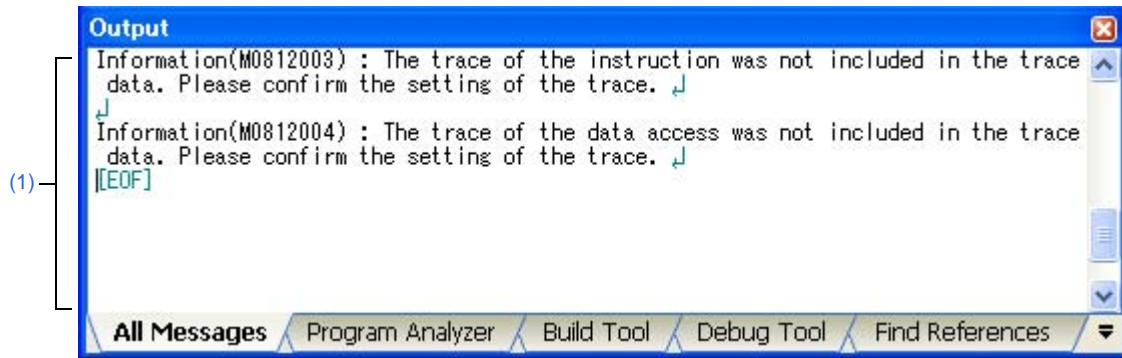 Output
Information(M0812003) : The trace of the instruction was not included in the trace
data. Please confirm the setting of the trace. ↲
↲
Information(M0812004) : The trace of the data access was not included in the trace
data. Please confirm the setting of the trace. ↲
[EOF]
(1)
All Messages Program Analyzer Build Tool Debug Tool Find References